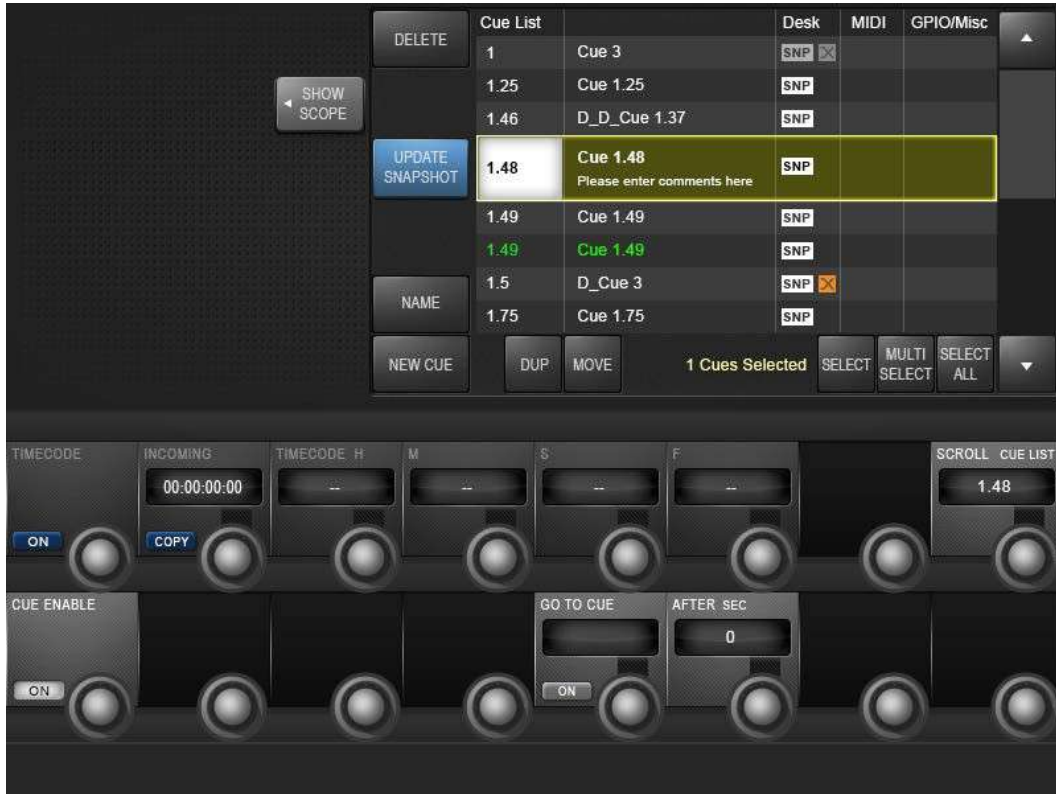 DELETE
SHOW
SCOPE
UPDATE
SNAPSHOT
NAME
NEW CUE
Cue List Desk MIDI GPIO/Misc
1 Cue 3 SNP
1.25 Cue 1.25 SNP
1.46 D_D_Cue 1.37 SNP
1.48 Cue 1.48 SNP
Please enter comments here
1.49 Cue 1.49 SNP
1.49 Cue 1.49 SNP
1.5 D_Cue 3 SNP
1.75 Cue 1.75 SNP
DUP MOVE 1 Cues Selected SELECT MULTI SELECT SELECT ALL
TIMECODE INCOMING TIMECODE H M S F SCROLL CUE LIST
00:00:00:00 -- -- -- -- 1.48
ON COPY
CUE ENABLE GO TO CUE AFTER SEC
0
ON ON